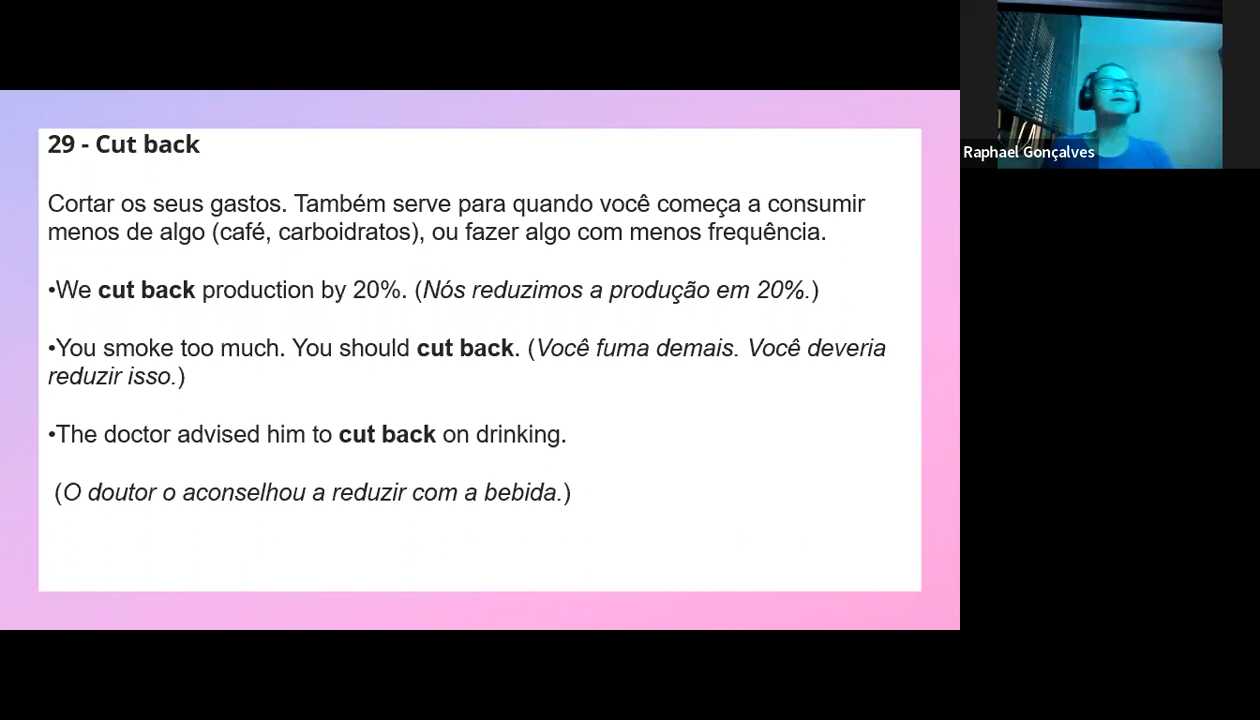 29 - Cut back
Cortar os seus gastos. Também serve para quando você começa a consumir
menos de algo (café, carboidratos), ou fazer algo com menos frequência.
•We cut back production by 20%. (Nós reduzimos a produção em 20%.)
•You smoke too much. You should cut back. (Você fuma demais. Você deveria
reduzir isso.)
•The doctor advised him to cut back on drinking.
(O doutor o aconselhou a reduzir com a bebida.)
Raphael Gonçalves